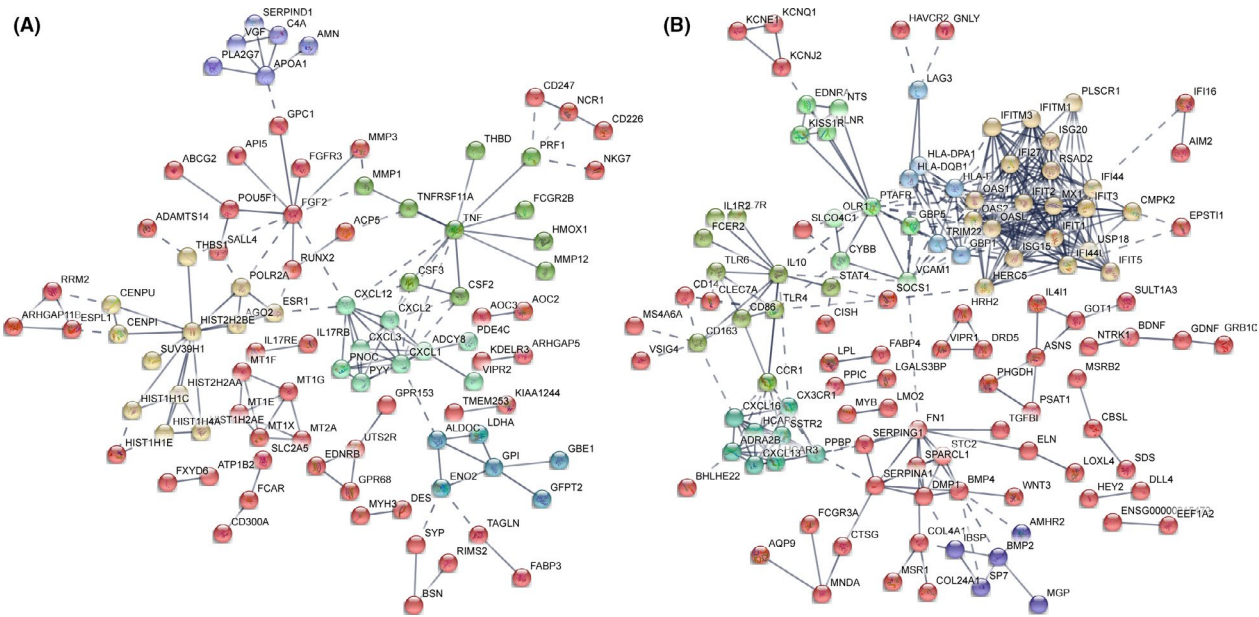 (A)
SERPIND1
C4A
VGF
AMN
PLA2G7
APOA1
CD247
NCR1
GPC1
CD226
MMP3
THBD
PRF1
API5
ABCG2
FGFR3
NKG7
MMP1
POU5F1
FGF2
TNFRSF11A
FCGR2B
ADAMTS14
ACP5
TNF
HMOX1
THBS1
SALL4
RUNX2
MMP12
CSF3
POLR2A
RRM2
CENPU
ESR1
CXCL12
CSF2
AOC2
AOC3
ARHGAP11B
ESPL1
CENPI
HIST2H2BE
AGO2
CXCL2
IL17RB
CXCL3
ADCY8
PDE4C
IL17RE
CXCL1
KDELR3
ARHGAP5
SUV39H1
MT1F
PNOC
VIPR2
HIST2H2AA
MT1G
PYY
HIST1H1C
MT1E
GPR153
KIAA1244
TMEM253
HIST1H4A
HIST1H2AE
MT1X
MT2A
HIST1H1E
SLC2A5
UTS2R
ALDOC
LDHA
EDNRB
GPI
GBE1
FXYD6
ATP1B2
GPR68
ENO2
GFPT2
FCAR
MYH3
DES
CD300A
SYP
TAGLN
RIMS2
FABP3
BSN
(B)
KCNE1
KCNQ1
HAVCR2
GNLY
KCNJ2
LAG3
EDNRA
NTS
PLSCR1
IFI16
KISS1R
IFITM3
IFITM1
ISG20
AIM2
HLA-DPA1
IFI27
RSAD2
HLA-DQB1
HLA-F
IFI44
PTAFR
OAS1
IFIT2
MX1
IFIT3
CMPK2
IL1R2
OLR1
GBP5
OASL
IFIT1
EPSTI1
SLCO4C1
FCER2
TRIM22
GBP1
ISG15
USP18
CYBB
IFI44L
IFIT5
TLR6
IL10
STAT4
VCAM1
HERC5
CD14
CLEC7A
TLR4
SOCS1
HRH2
CD86
CISH
IL4I1
SULT1A3
MS4A6A
CD163
GOT1
VIPR1
DRD5
NTRK1
BDNF
GDNF
VSIG4
LPL
FABP4
ASNS
CCR1
PPIC
LGALS3BP
PHGDH
MSRB2
CX3CR1
MYB
LMO2
PSAT1
CXCL16
TGFBI
CBSL
SSTR2
FN1
ADRA2B
PPBP
SERPING1
STC2
ELN
CXCL13
SPARCL1
LOXL4
SDS
SERPINA1
BHLHE22
DMP1
BMP4
WNT3
HEY2
DLL4
FCGR3A
AMHR2
EEF1A2
AQP9
CTSG
COL4A1
IBSP
BMP2
MNDA
MSR1
COL24A1
SP7
MGP